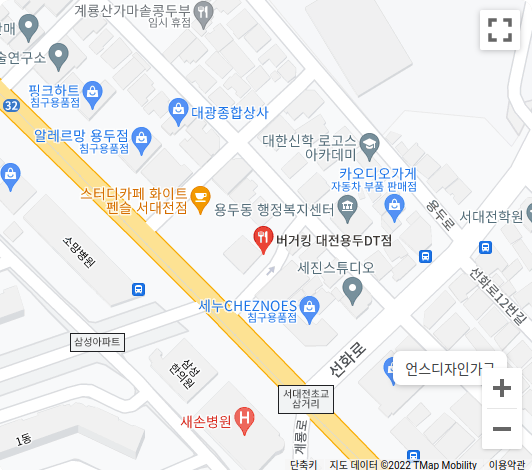 계룡산가마솥콩두부
임시 휴점
술연구소
핑크하트
침구용품점
32
대광종합상사
알레르망 용두점
침구용품점
대한신학 로고스
아카데미
카오디오가게
자동차 부품 판매점
스터디카페 화이트
펜슬 서대전점
용두동 행정복지센터
용두로
서대전학원
버거킹 대전용두DT점
소망병원
세진스튜디오
선화로12번길
세누CHEZNOES
침구용품점
삼성아파트
선화로
삼성
한의원
언스디자인가구
서대전초교
삼거리
새손병원
계룡로
1동
단축키
지도 데이터 ©2022 TMap Mobility
이용약관